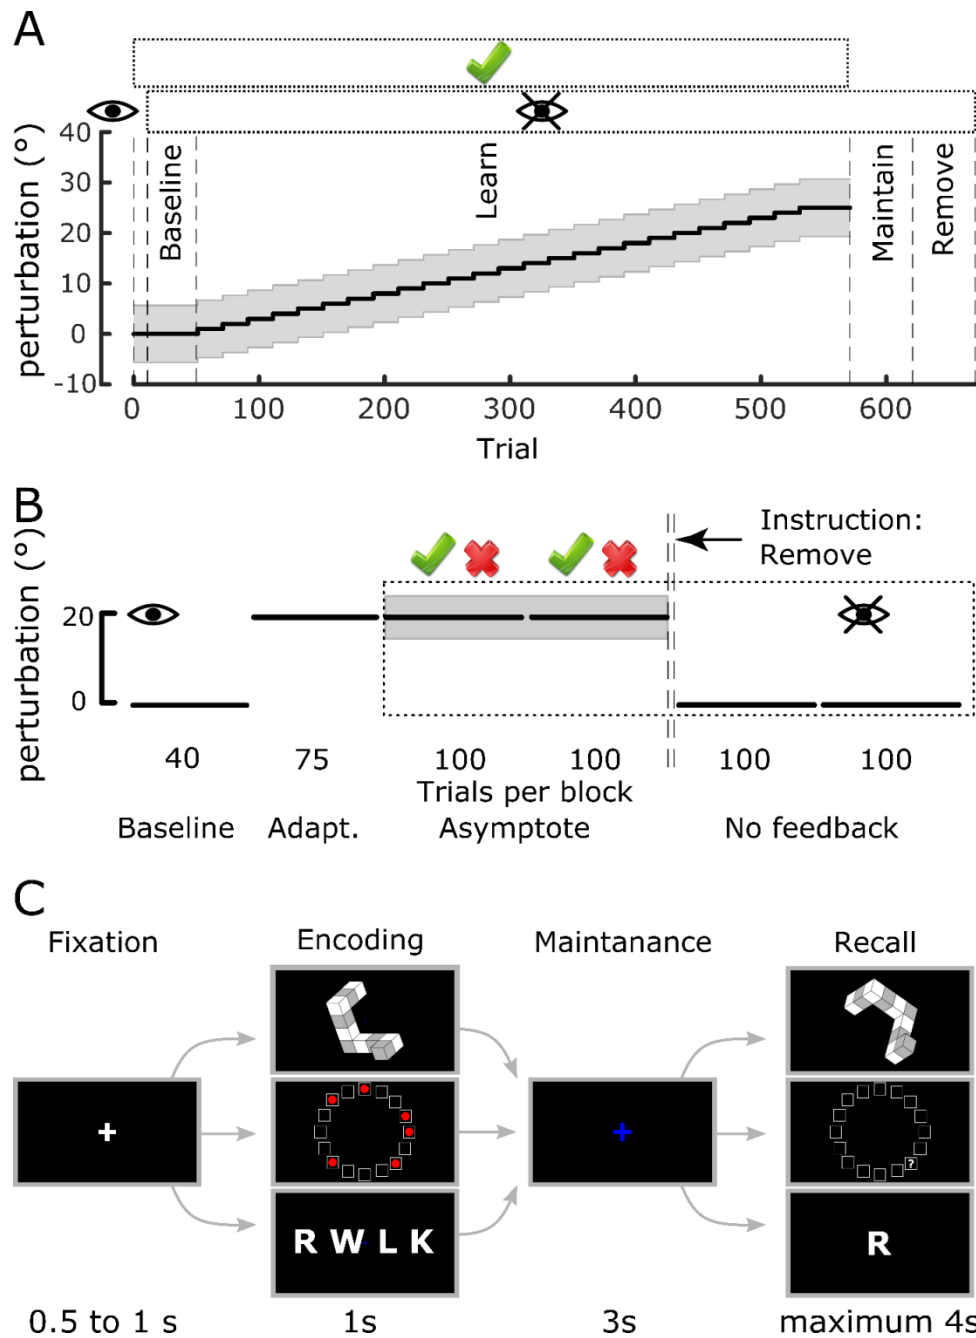 A
40
30
20
10
0
-10
perturbation (°)
Baseline
Learn
Maintain
Remove
0 100 200 300 400 500 600
Trial
B
Instruction:
Remove
perturbation (°)
20
0
40 75 100 100 100 100
Trials per block
Baseline Adapt. Asymptote No feedback
C
Fixation Encoding Maintanance Recall
?
R W L K
R
0.5 to 1 s 1s 3s maximum 4s